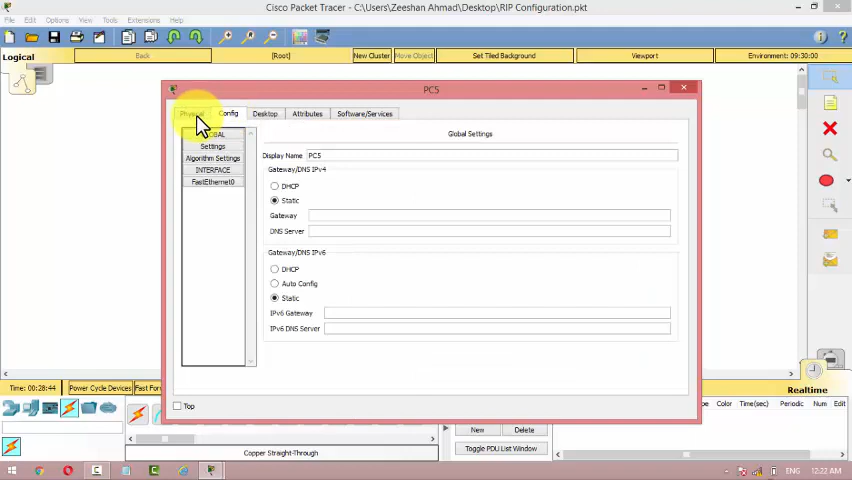 Cisco Packet Tracer - C:\Users\Zeeshan Ahmad\Desktop\RIP Configuration.pkt
File Edit Options View Tools Extensions Help
Logical Back [Root] New Cluster Move Object Set Tiled Background Viewport Environment: 09:30:00
PC5
Physical Config Desktop Attributes Software/Services
GLOBAL
Settings
Algorithm Settings
INTERFACE
FastEthernet0
Global Settings
Display Name PC5
Gateway/DNS IPv4
DHCP
Static
Gateway
DNS Server
Gateway/DNS IPv6
DHCP
Auto Config
Static
IPv6 Gateway
IPv6 DNS Server
Top
Time: 00:28:44 Power Cycle Devices Fast For
Realtime
Color Time(sec) Periodic Num Edit
New Delete
Toggle PDU List Window
Copper Straight-Through
ENG 12:22 AM